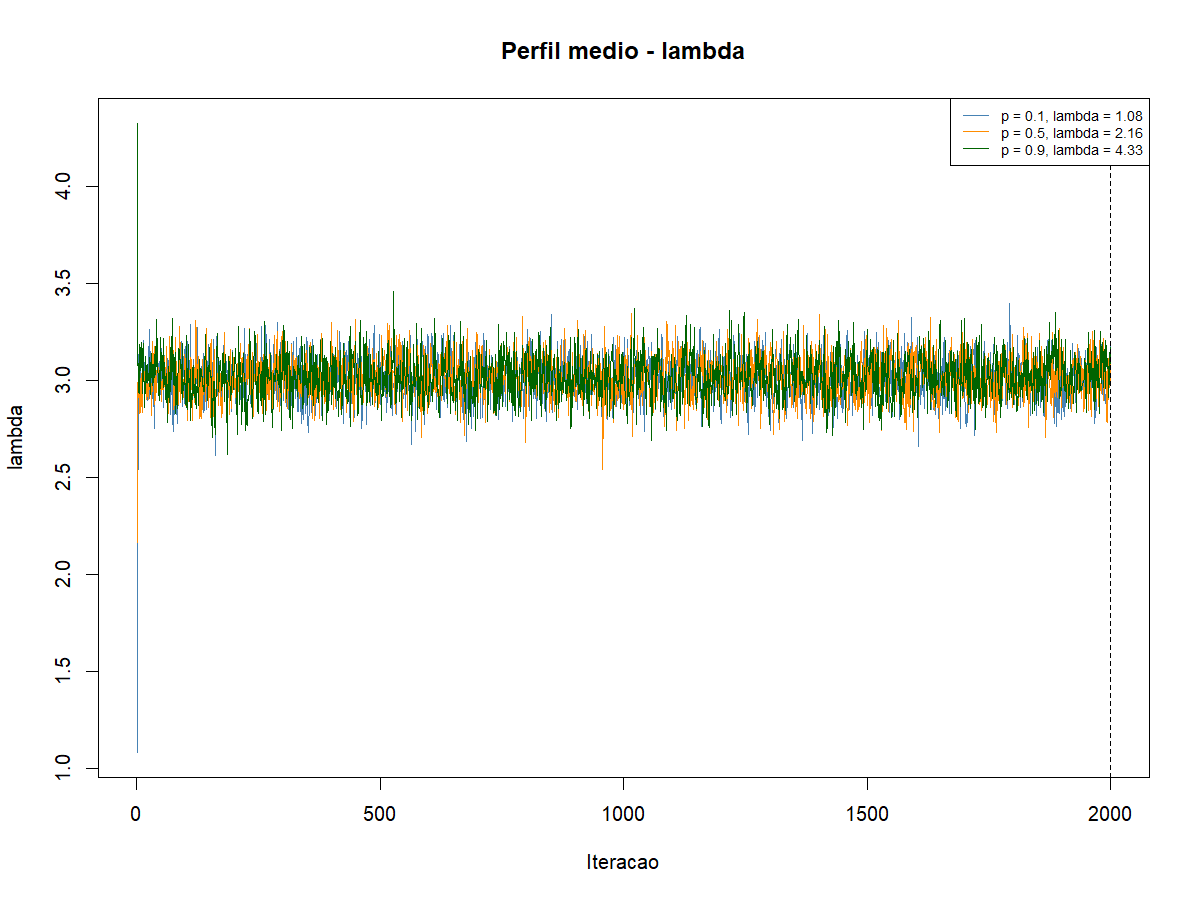 Perfil medio - lambda
p = 0.1, lambda = 1.08
p = 0.5, lambda = 2.16
p = 0.9, lambda = 4.33
lambda
4.0
3.5
3.0
2.5
2.0
1.5
1.0
0 500 1000 1500 2000
Iteracao